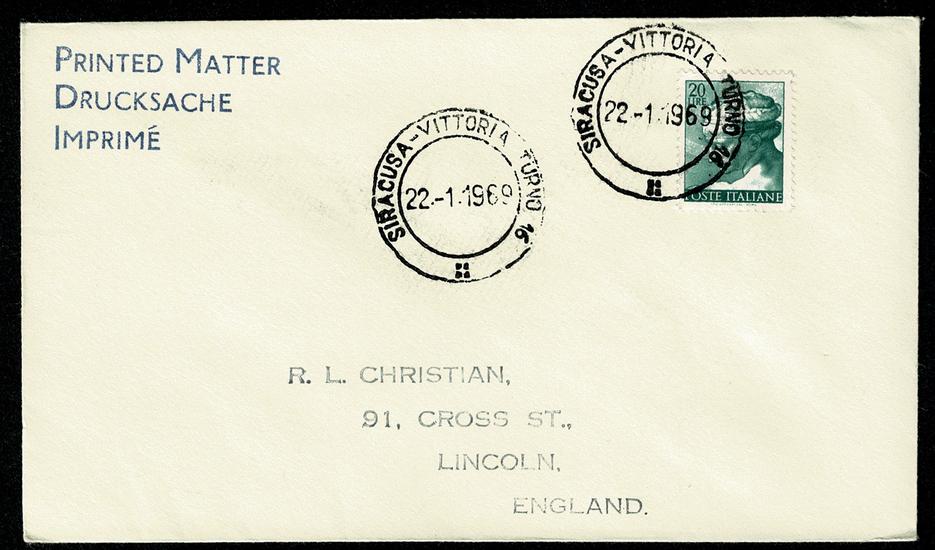 PRINTED MATTER
DRUCKSACHE
IMPRIMÉ
SIRACUSA-VITTORIA TURNO 16
22.-1.1969
SIRACUSA-VITTORIA TURNO 16
22.-1.1969
20
LIRE
POSTE ITALIANE
R. L. CHRISTIAN,
91, CROSS ST.,
LINCOLN,
ENGLAND.